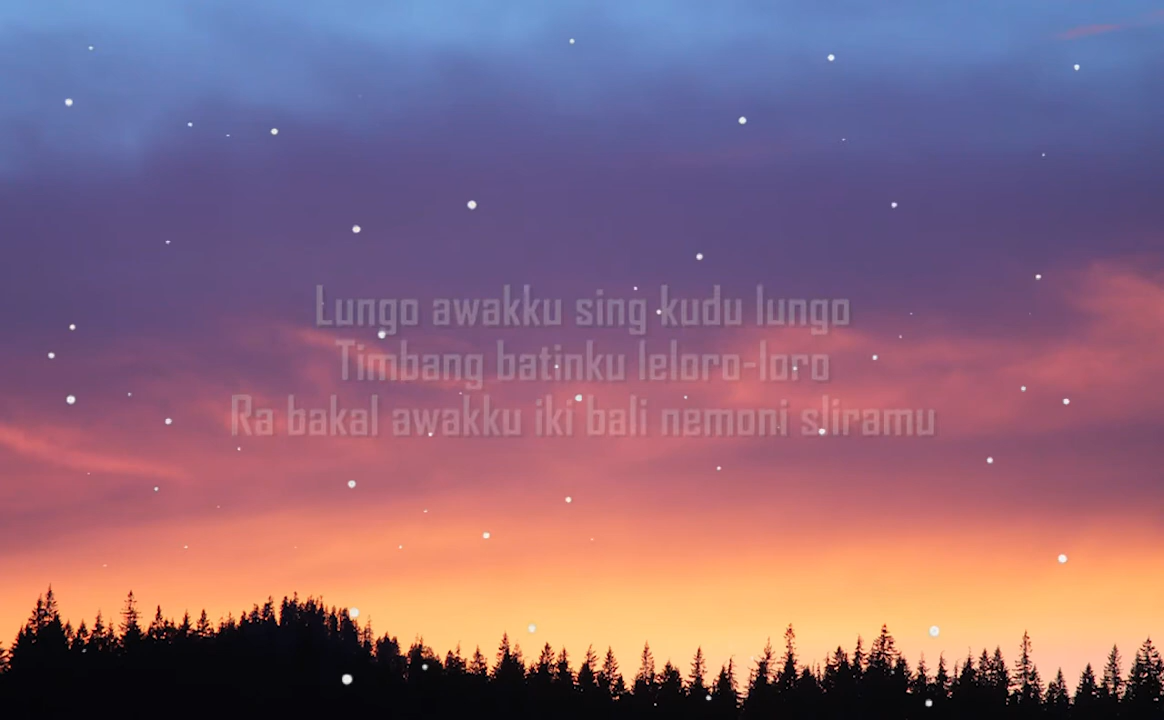 Lungo awakku sing kudu lungo
Timbang batinku leloro-loro
Ra bakal awakku iki bali nemoni sliramu